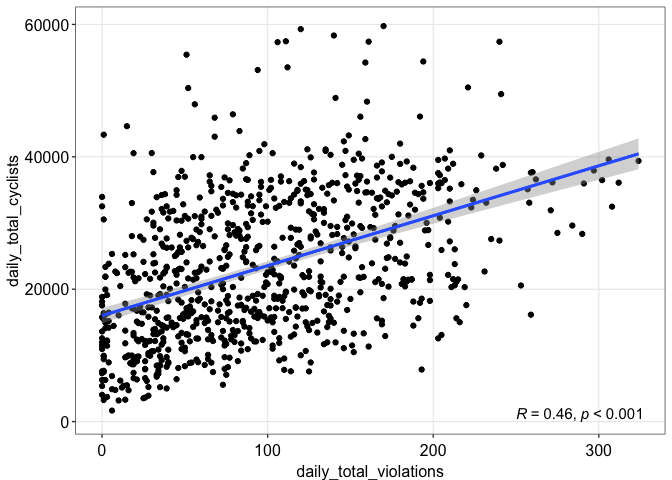 60000
40000
20000
0
daily_total_cyclists
R = 0.46, p < 0.001
0 100 200 300
daily_total_violations